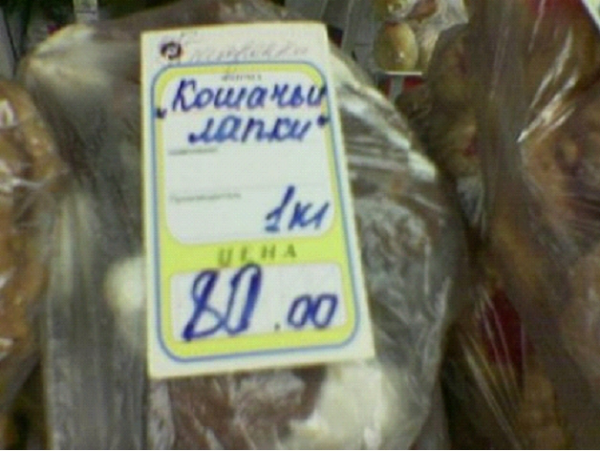 "Кошачьи
лапки"
1кг
ЦЕНА
80.00